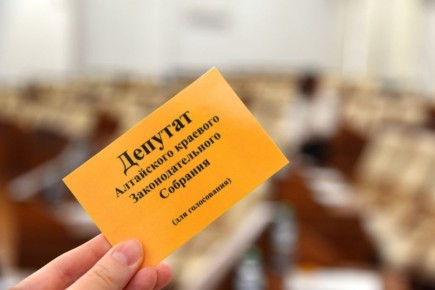 Депутат
Алтайского краевого
Законодательного
Собрания
(для голосования)